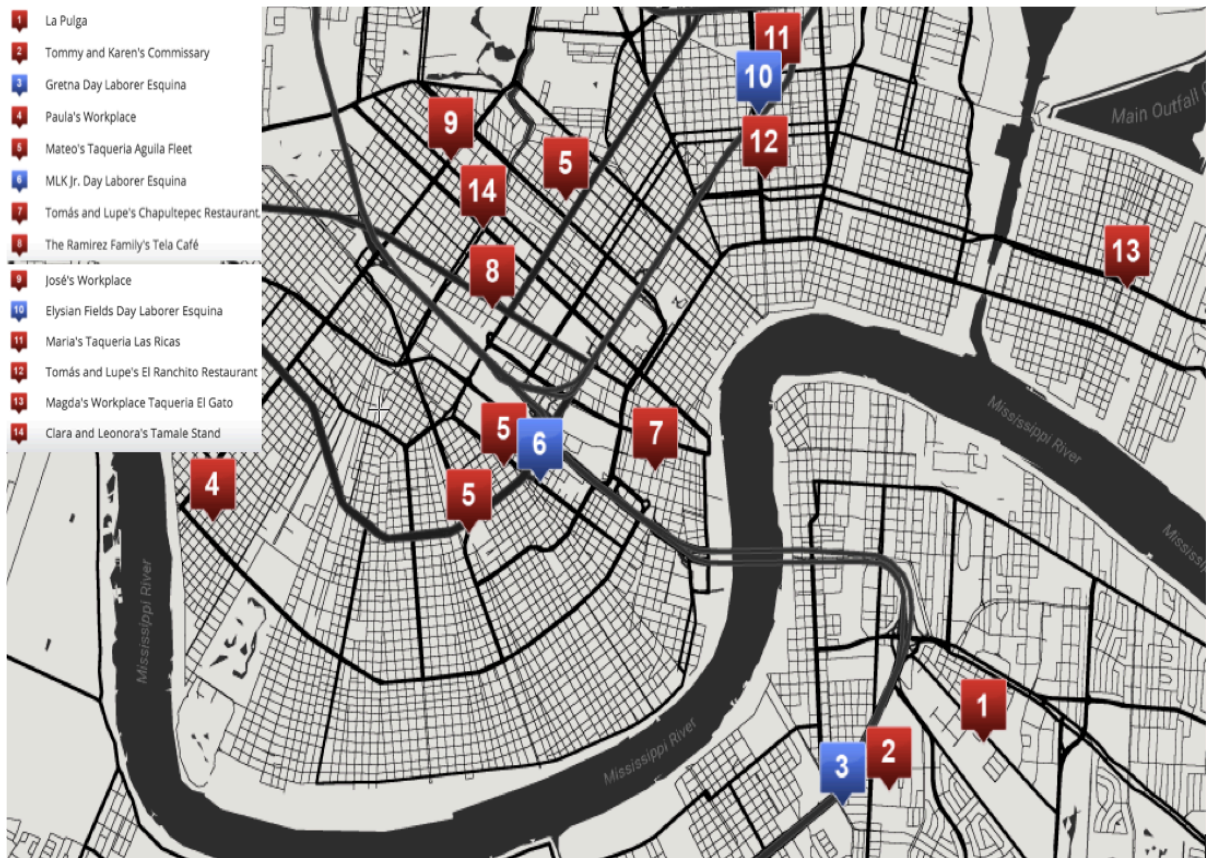 1 La Pulga
2 Tommy and Karen's Commissary
3 Gretna Day Laborer Esquina
4 Paula's Workplace
5 Mateo's Taqueria Aguila Fleet
6 MLK Jr. Day Laborer Esquina
7 Tomás and Lupe's Chapultepec Restaurant
8 The Ramirez Family's Tela Café
9 José's Workplace
10 Elysian Fields Day Laborer Esquina
11 Maria's Taqueria Las Ricas
12 Tomás and Lupe's El Ranchito Restaurant
13 Magda's Workplace Taqueria El Gato
14 Clara and Leonora's Tamale Stand
11
10
9
12
5
14
Main Outfall
13
8
5
6
7
Mississippi River
4
5
Mississippi River
Mississippi River
1
2
3